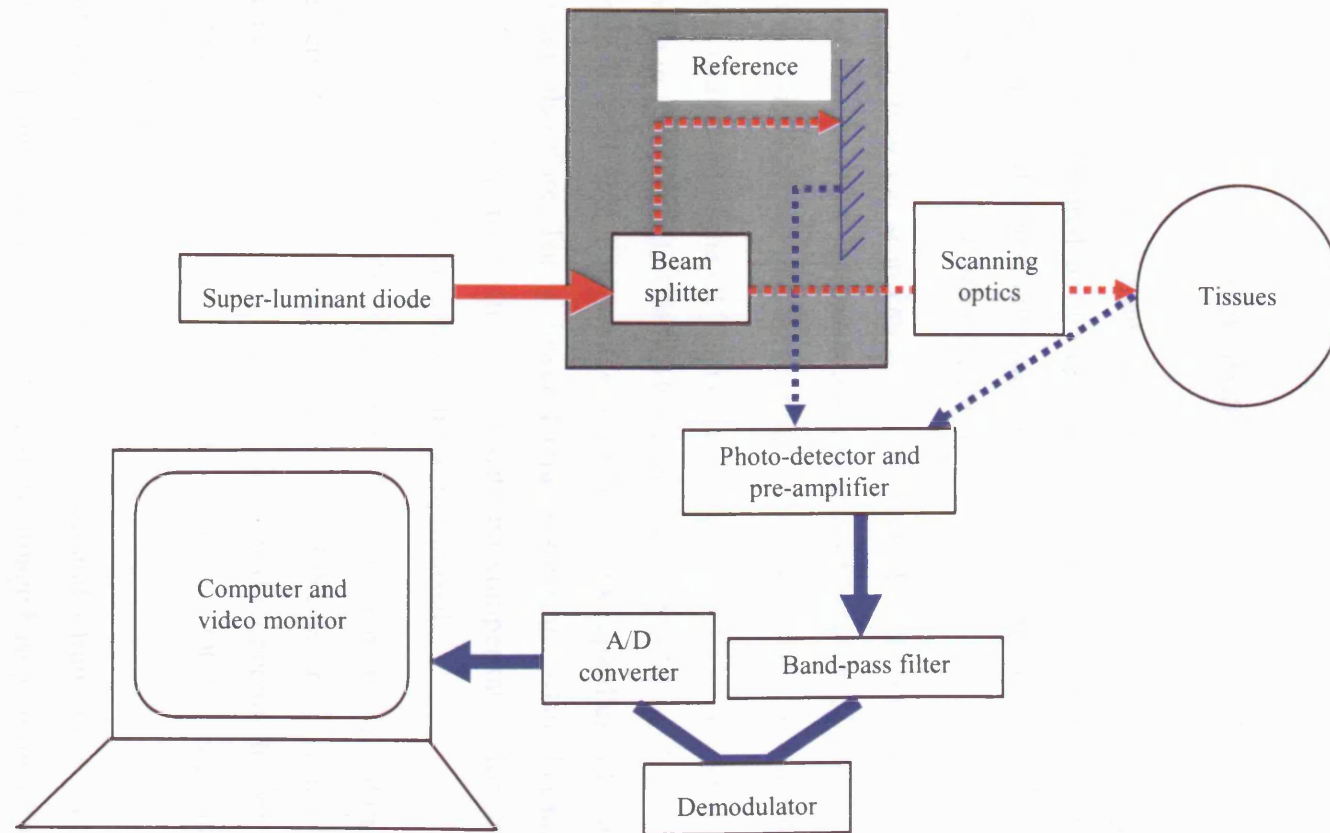 Reference
Beam
splitter
Scanning
optics
Super-luminant diode
Tissues
Photo-detector and
pre-amplifier
Computer and
video monitor
A/D
converter
Band-pass filter
Demodulator